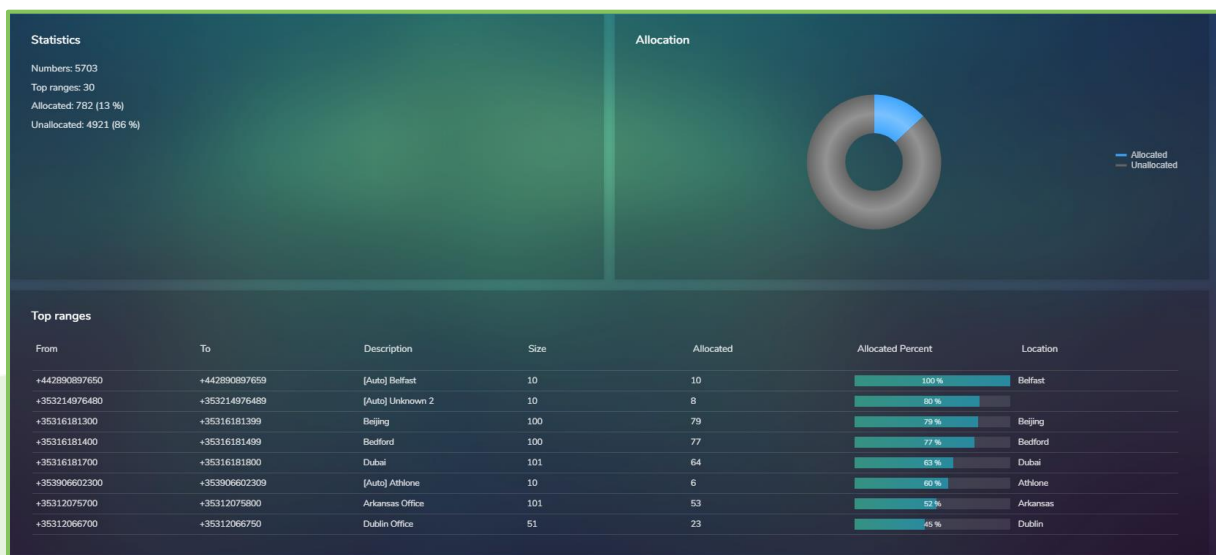 Statistics
Numbers: 5703
Top ranges: 30
Allocated: 782 (13 %)
Unallocated: 4921 (86 %)
Allocation
Allocated
Unallocated
Top ranges
From To Description Size Allocated Allocated Percent Location
+442890897650 +442890897659 [Auto] Belfast 10 10 100 % Belfast
+353214976480 +353214976489 [Auto] Unknown 2 10 8 80 %
+35316181300 +35316181399 Beijing 100 79 79 % Beijing
+35316181400 +35316181499 Bedford 100 77 77 % Bedford
+35316181700 +35316181800 Dubai 101 64 63 % Dubai
+353906602300 +353906602309 [Auto] Athlone 10 6 60 % Athlone
+35312075700 +35312075800 Arkansas Office 101 53 52 % Arkansas
+35312066700 +35312066750 Dublin Office 51 23 45 % Dublin